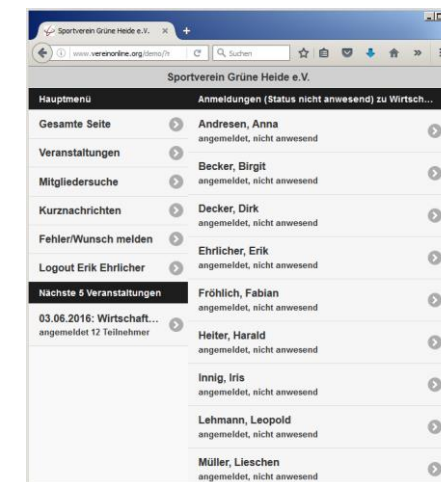 Sportverein Grüne Heide e.V.
www.vereinonline.org/demo/?r
Suchen
Sportverein Grüne Heide e.V.
Hauptmenü
Gesamte Seite
Veranstaltungen
Mitgliedersuche
Kurznachrichten
Fehler/Wunsch melden
Logout Erik Ehrlicher
Nächste 5 Veranstaltungen
03.06.2016: Wirtschaft...
angemeldet 12 Teilnehmer
Anmeldungen (Status nicht anwesend) zu Wirtsch...
Andresen, Anna
angemeldet, nicht anwesend
Becker, Birgit
angemeldet, nicht anwesend
Decker, Dirk
angemeldet, nicht anwesend
Ehrlicher, Erik
angemeldet, nicht anwesend
Fröhlich, Fabian
angemeldet, nicht anwesend
Heiter, Harald
angemeldet, nicht anwesend
Innig, Iris
angemeldet, nicht anwesend
Lehmann, Leopold
angemeldet, nicht anwesend
Müller, Lieschen
angemeldet, nicht anwesend